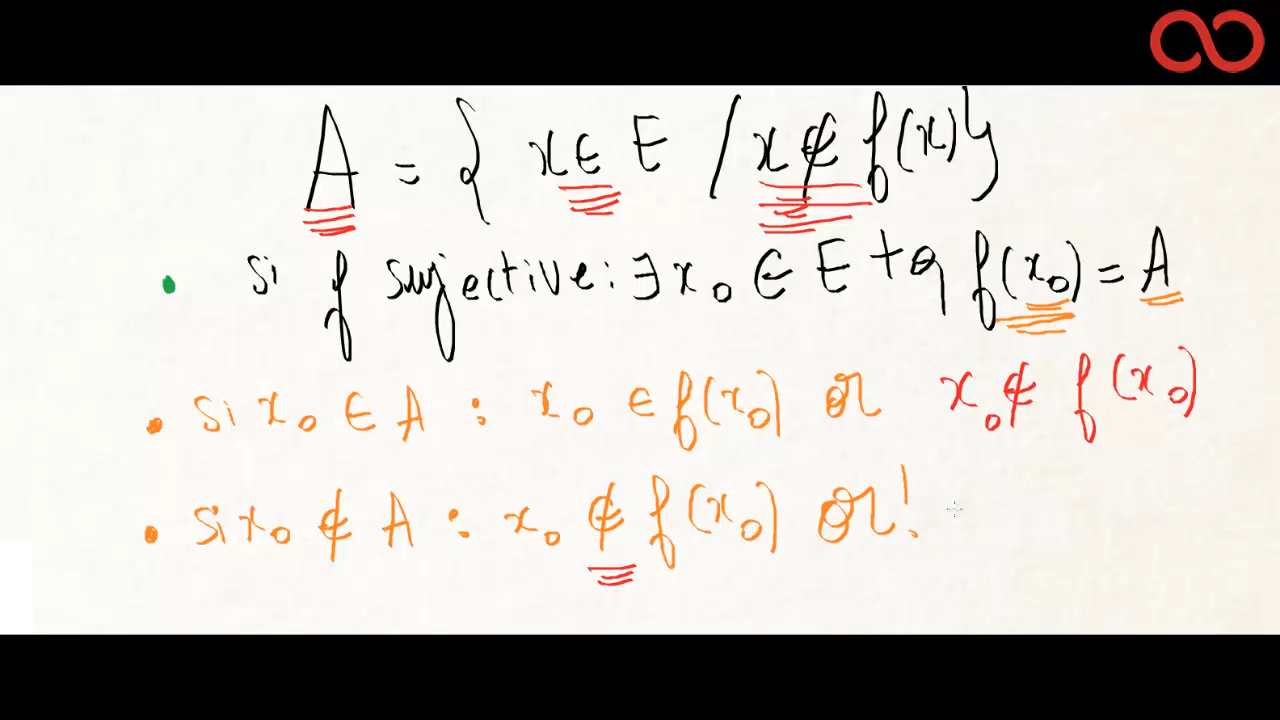 A = { x ∈ E / x ∉ f(x)}
si f surjective : ∃ x₀ ∈ E tq f(x₀) = A
• si x₀ ∈ A : x₀ ∈ f(x₀) or x₀ ∉ f(x₀)
• si x₀ ∉ A : x₀ ∉ f(x₀) or !